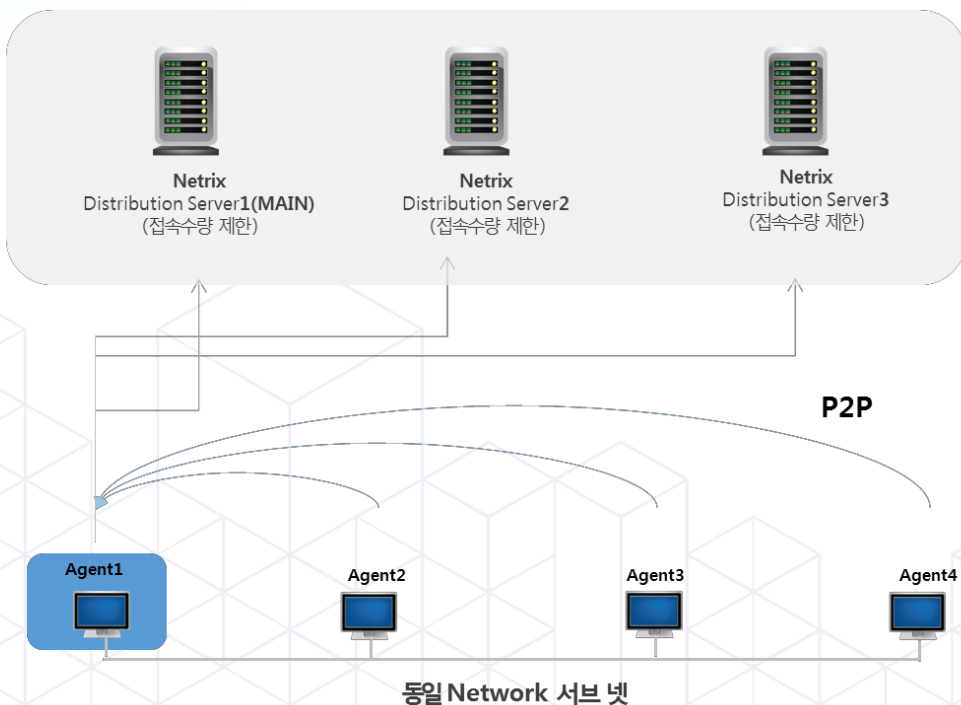 Netrix
Distribution Server1(MAIN)
(접속수량 제한)
Netrix
Distribution Server2
(접속수량 제한)
Netrix
Distribution Server3
(접속수량 제한)
P2P
Agent1
Agent2
Agent3
Agent4
동일 Network 서브 넷